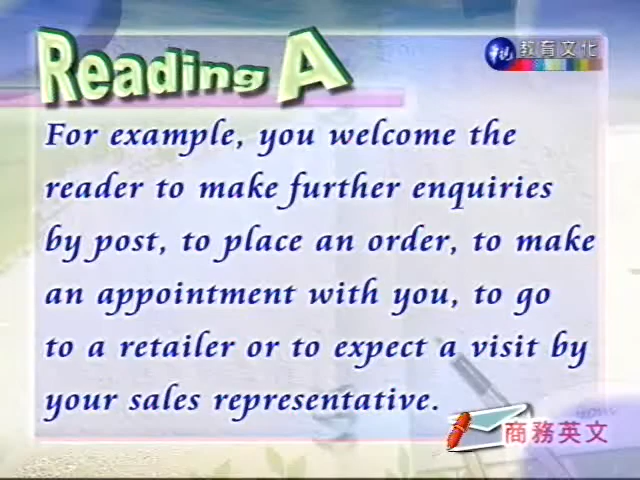 Reading A
華視 教育文化
For example, you welcome the
reader to make further enquiries
by post, to place an order, to make
an appointment with you, to go
to a retailer or to expect a visit by
your sales representative.
商務英文